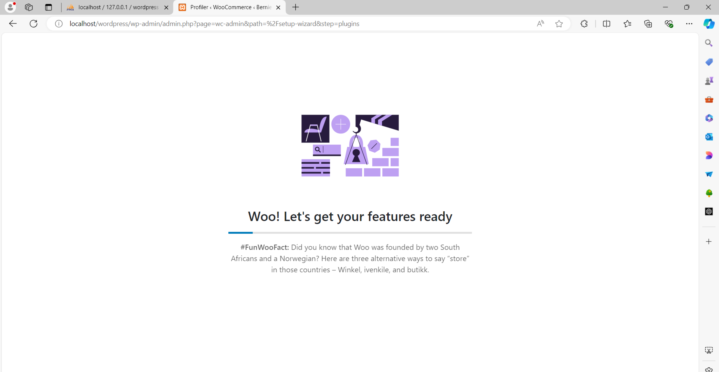 localhost / 127.0.0.1 / wordpress
Profiler ‹ WooCommerce ‹ Berni
localhost/wordpress/wp-admin/admin.php?page=wc-admin&path=%2Fsetup-wizard&step=plugins
Woo! Let's get your features ready
#FunWooFact: Did you know that Woo was founded by two South
Africans and a Norwegian? Here are three alternative ways to say "store"
in those countries – Winkel, ivenkile, and butikk.